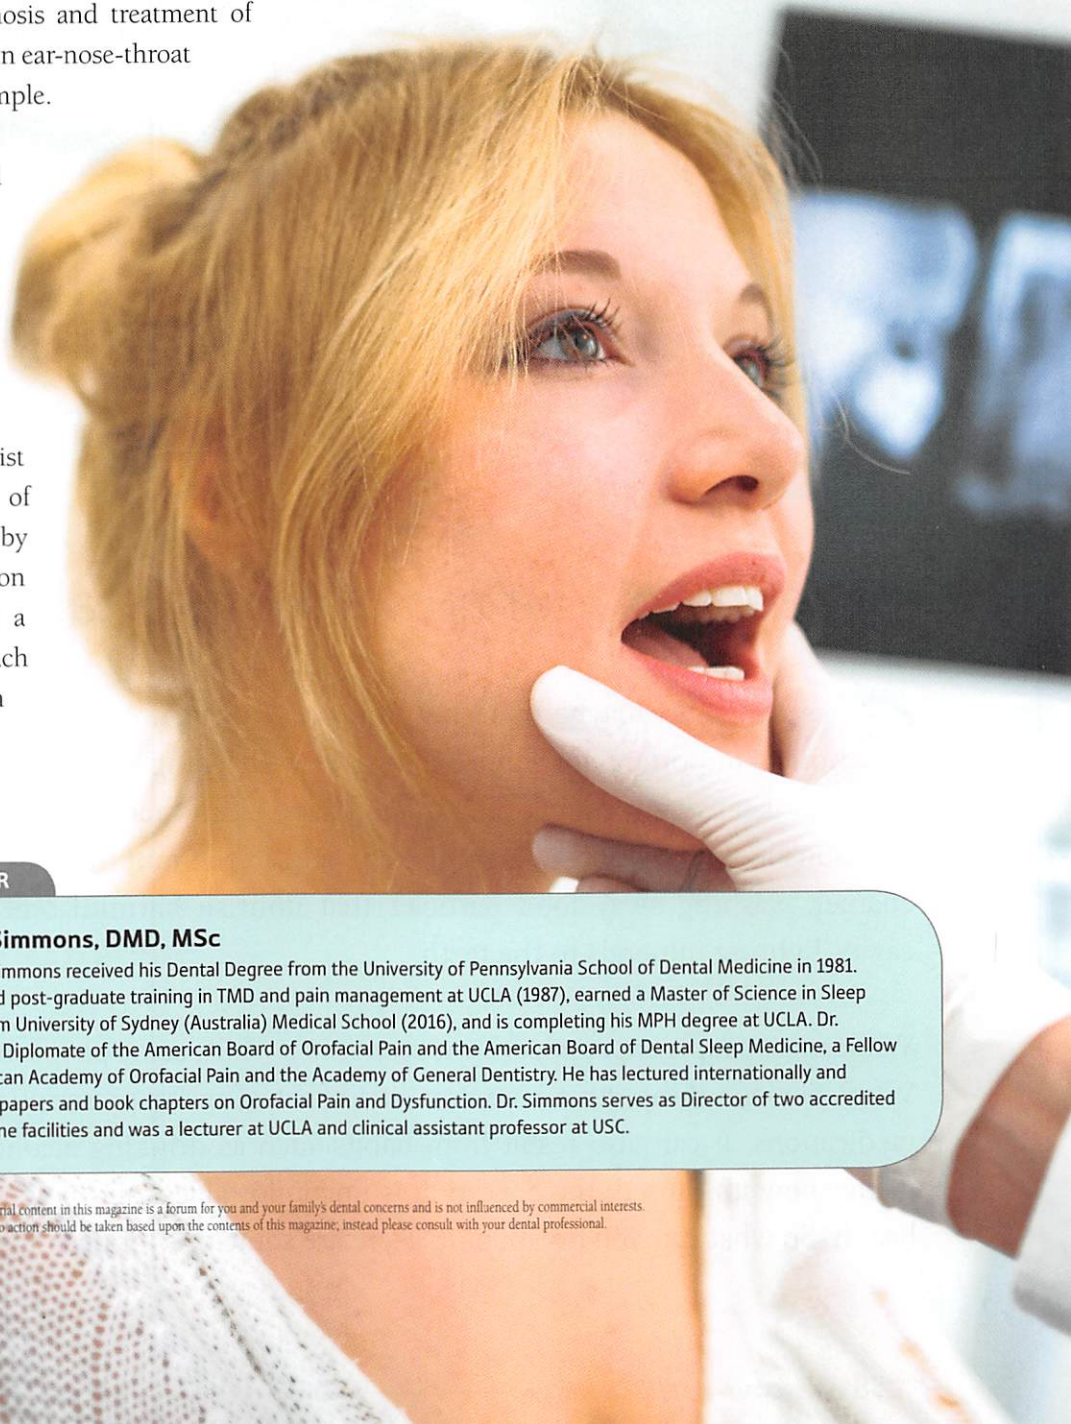 osis and treatment of
n ear-nose-throat
mple.
ist
of
by
on
a
ch
R
Simmons, DMD, MSc
immons received his Dental Degree from the University of Pennsylvania School of Dental Medicine in 1981.
d post-graduate training in TMD and pain management at UCLA (1987), earned a Master of Science in Sleep
m University of Sydney (Australia) Medical School (2016), and is completing his MPH degree at UCLA. Dr.
Diplomate of the American Board of Orofacial Pain and the American Board of Dental Sleep Medicine, a Fellow
can Academy of Orofacial Pain and the Academy of General Dentistry. He has lectured internationally and
papers and book chapters on Orofacial Pain and Dysfunction. Dr. Simmons serves as Director of two accredited
ne facilities and was a lecturer at UCLA and clinical assistant professor at USC.
rial content in this magazine is a forum for you and your family's dental concerns and is not influenced by commercial interests.
o action should be taken based upon the contents of this magazine; instead please consult with your dental professional.